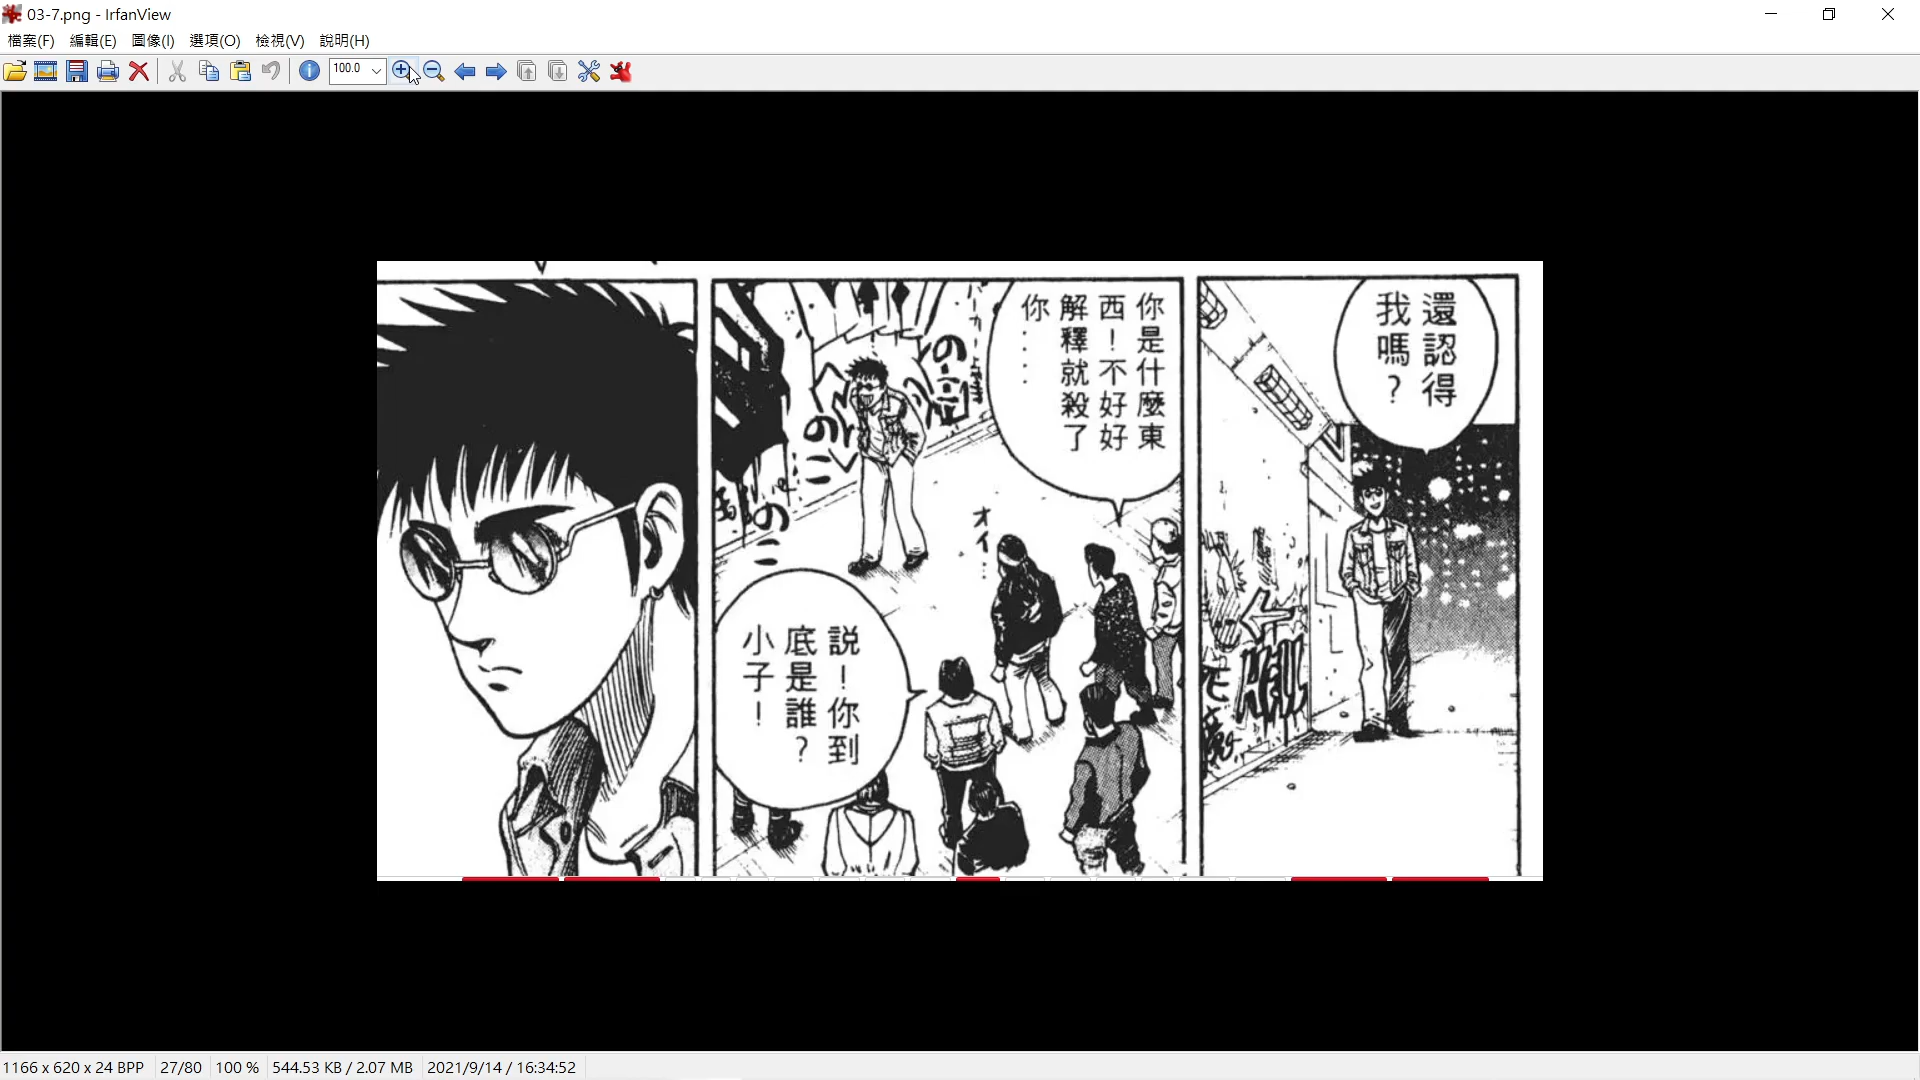 03-7.png - IrfanView
檔案(F) 編輯(E) 圖像(I) 選項(O) 檢視(V) 說明(H)
100.0
還認得
我嗎?
你是什麼東
西!不好好
解釋就殺了
你....
オイ...
説!你到
底是誰?
小子!
HELL
1166 x 620 x 24 BPP 27/80 100 % 544.53 KB / 2.07 MB 2021/9/14 / 16:34:52